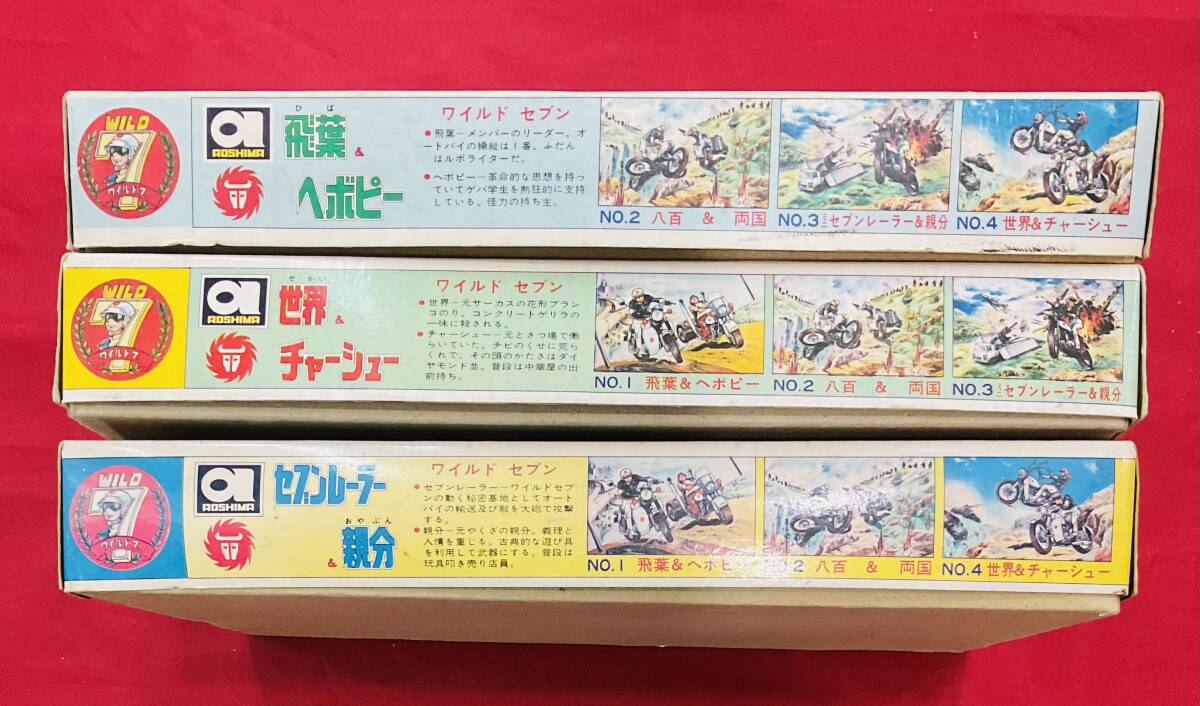 WILD
7
ワイルド7
a
AOSHIMA
ひば
飛葉 &
ヘボピー
ワイルド セブン
●飛葉−メンバーのリーダー。オ
ートバイの操縦は1番。ふだん
はルポライターだ。
●ヘボピー−革命的な思想を持っ
ていてゲバ学生を熱狂的に支持
している。怪力の持ち主。
NO.2 八百 & 両国
NO.3 ミニセブンレーラー&親分
NO.4 世界&チャーシュー
WILD
7
ワイルド7
a
AOSHIMA
せかい
世界 &
チャーシュー
ワイルド セブン
●世界−元サーカスの花形ブラン
コのり。コンクリートゲリラの
一味に殺される。
●チャーシュー−元とさつ場で働
らいていた。チビのくせに荒ら
くれで。その頭のかたさはダイ
ヤモンド並。普段は中華屋の出
前持ち。
NO.1 飛葉&ヘボピー
NO.2 八百 & 両国
NO.3 ミニセブンレーラー&親分
WILD
7
ワイルド7
a
AOSHIMA
セブンレーラー
おやぶん
& 親分
ワイルド セブン
●セブンレーラー−ワイルドセブ
ンの動く秘密基地としてオート
バイの輸送及び敵を大砲で攻撃
する。
●親分−元やくざの親分。義理と
人情を重じる。古典的な遊び具
を利用して武器にする。普段は
玩具叩き売り店員。
NO.1 飛葉&ヘボピー
NO.2 八百 & 両国
NO.4 世界&チャーシュー